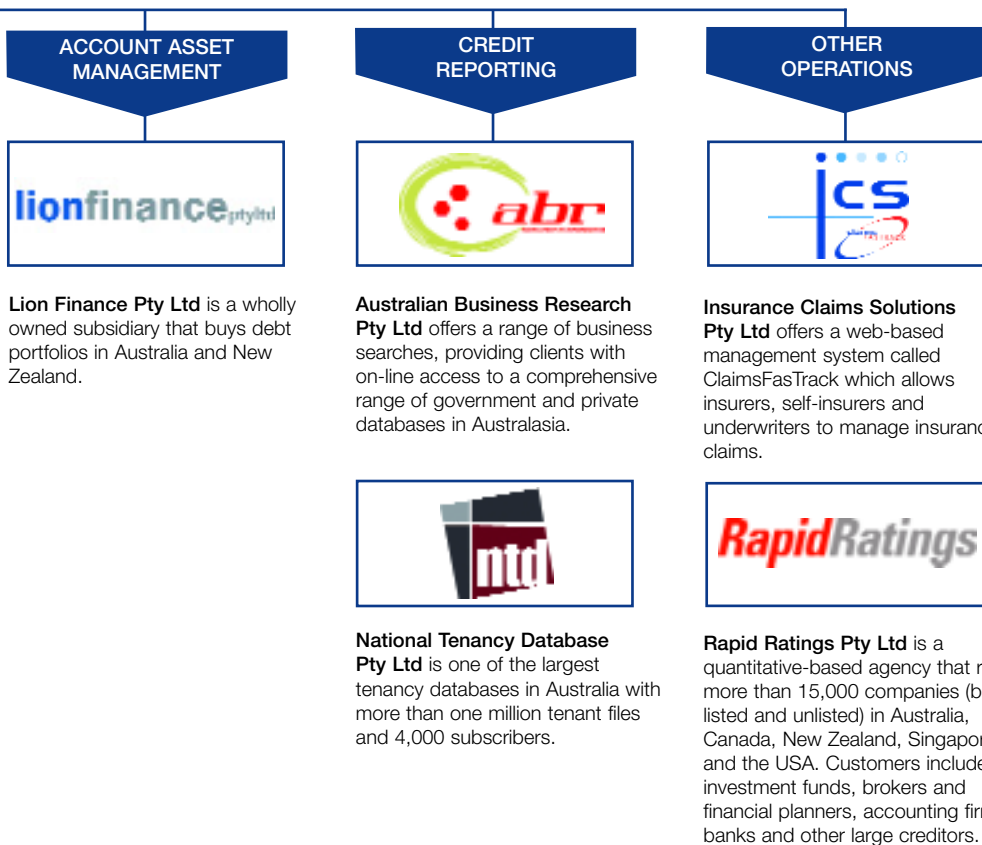 ACCOUNT ASSET
MANAGEMENT
lionfinance ptyltd
Lion Finance Pty Ltd is a wholly
owned subsidiary that buys debt
portfolios in Australia and New
Zealand.
CREDIT
REPORTING
abr
Australian Business Research
Pty Ltd offers a range of business
searches, providing clients with
on-line access to a comprehensive
range of government and private
databases in Australasia.
ntd
National Tenancy Database
Pty Ltd is one of the largest
tenancy databases in Australia with
more than one million tenant files
and 4,000 subscribers.
OTHER
OPERATIONS
ics
Insurance Claims Solutions
Pty Ltd offers a web-based
management system called
ClaimsFasTrack which allows
insurers, self-insurers and
underwriters to manage
claims.
RapidRatings
Rapid Ratings Pty Ltd is a
quantitative-based agency that
more than 15,000 companies
listed and unlisted) in Australia,
Canada, New Zealand,
and the USA. Customers include
investment funds, brokers and
financial planners, accounting
banks and other large creditors.